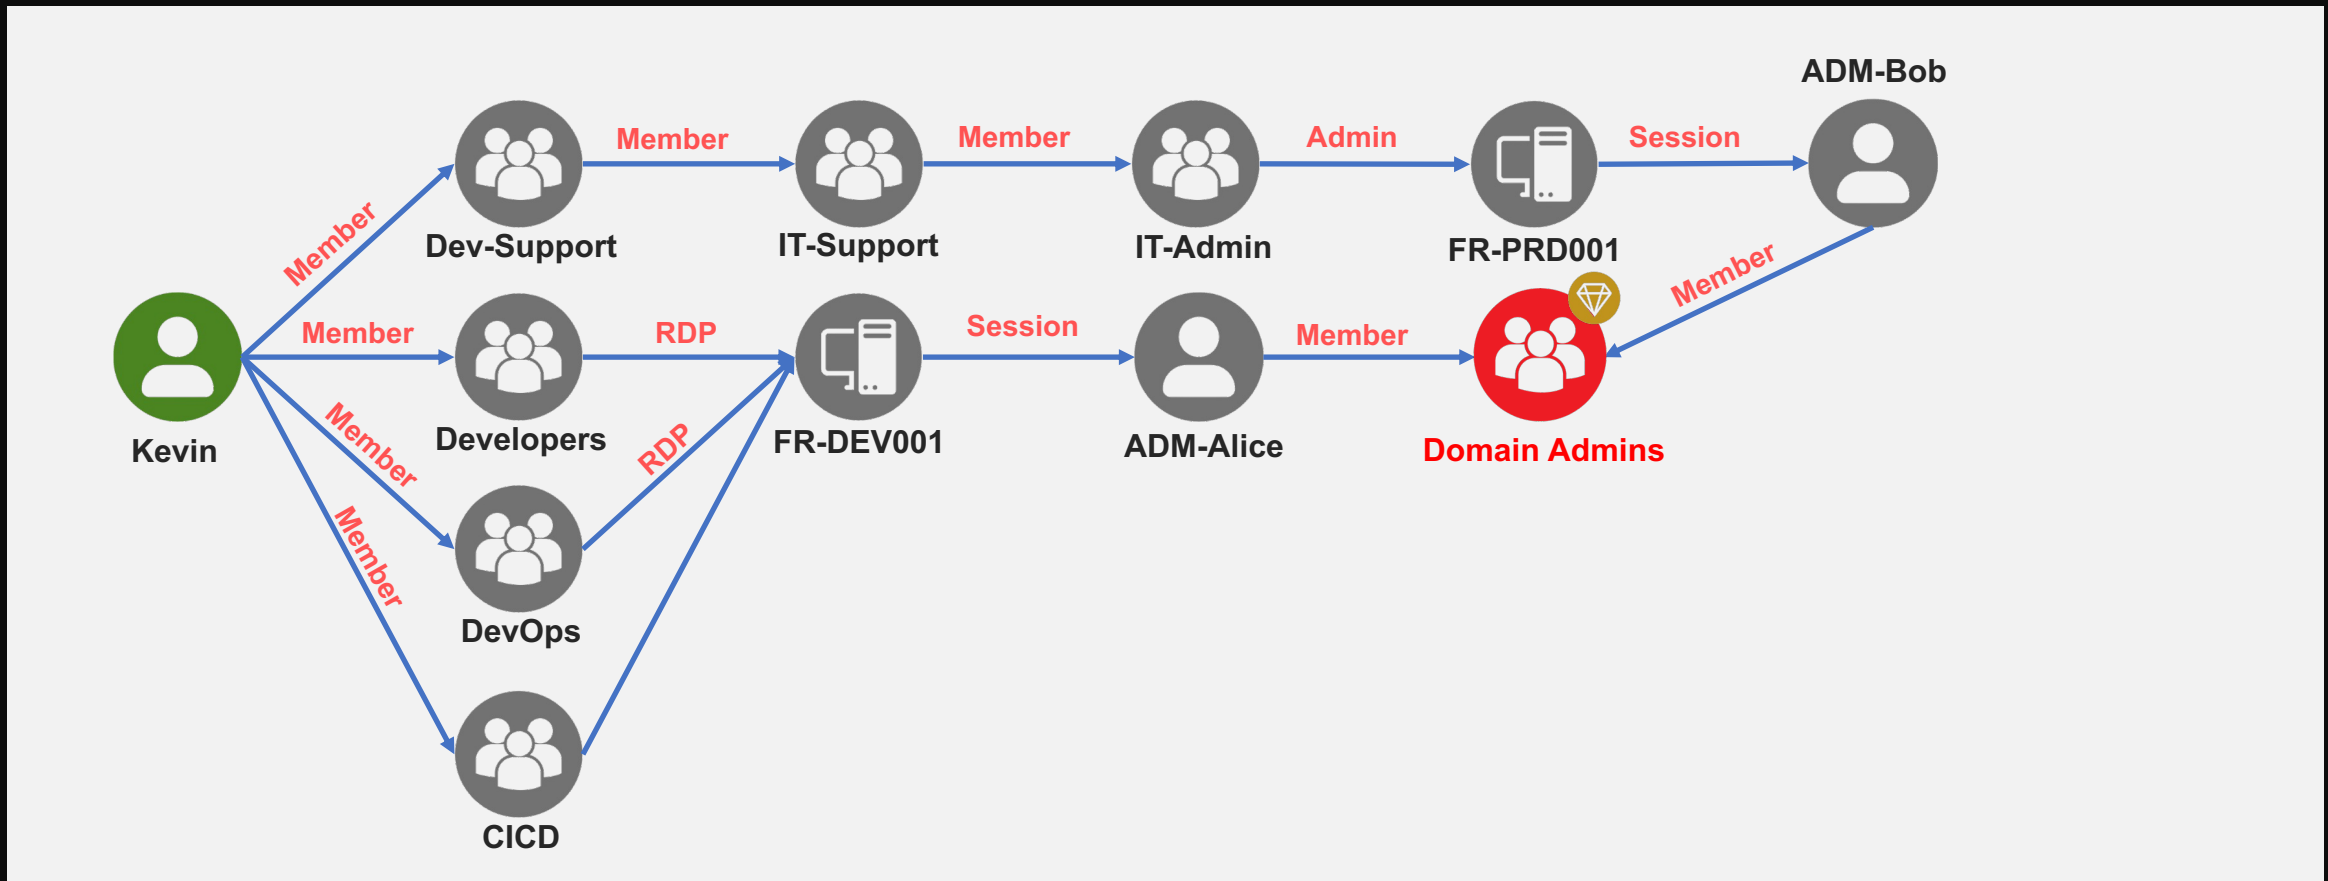 ADM-Bob
Member
Member
Admin
Session
Member
Dev-Support
IT-Support
IT-Admin
FR-PRD001
Member
Member
RDP
Session
Member
Kevin
Developers
FR-DEV001
ADM-Alice
Domain Admins
Member
RDP
Member
DevOps
CICD